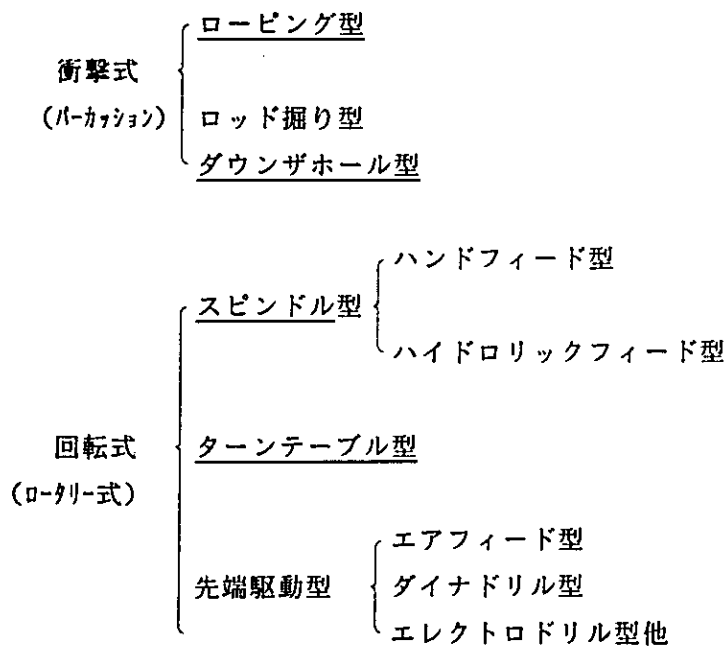 ロービング型
衝撃式
(パーカッション)
ロッド掘り型
ダウンザホール型
ハンドフィード型
スピンドル型
ハイドロリックフィード型
回転式
ターンテーブル型
(ロータリー式)
エアフィード型
先端駆動型
ダイナドリル型
エレクトロドリル型他